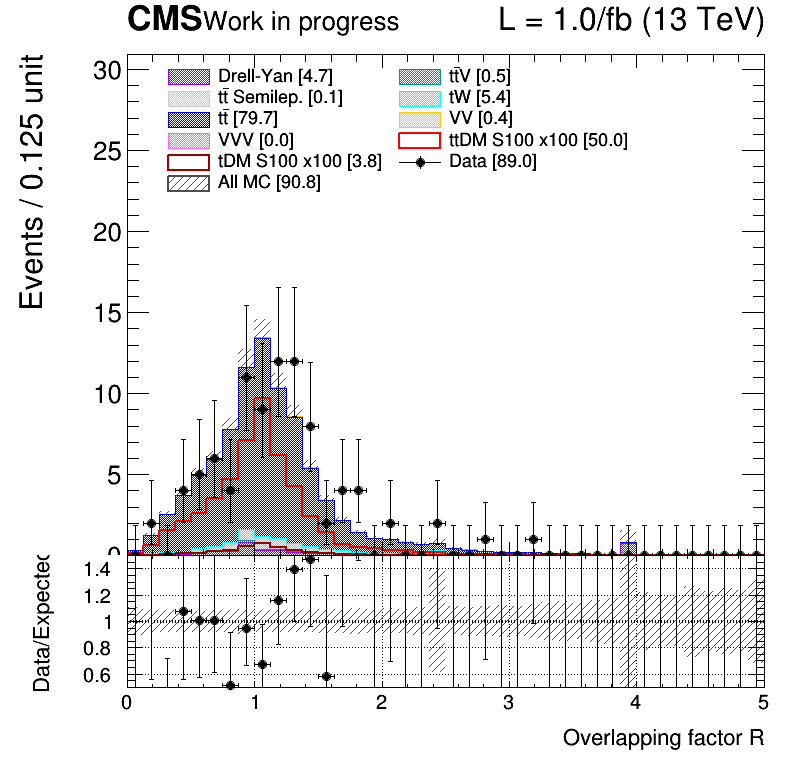 CMS Work in progress L = 1.0/fb (13 TeV)
Events / 0.125 unit
30
25
20
15
10
5
0
Drell-Yan [4.7]
tt̄V [0.5]
tt̄ Semilep. [0.1]
tW [5.4]
tt̄ [79.7]
VV [0.4]
VVV [0.0]
ttDM S100 x100 [50.0]
tDM S100 x100 [3.8]
Data [89.0]
All MC [90.8]
Data/Expected
1.4
1.2
1
0.8
0.6
0 1 2 3 4 5
Overlapping factor R